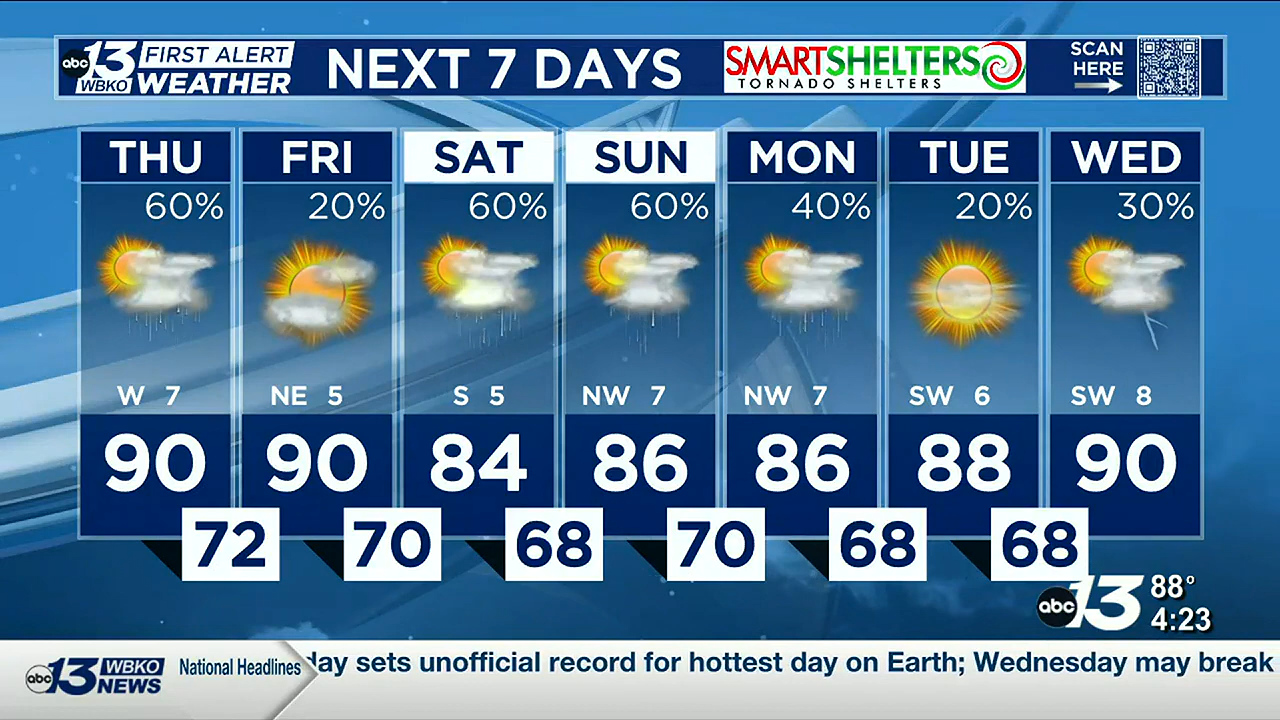 abc 13 WBKO FIRST ALERT WEATHER
NEXT 7 DAYS
SMARTSHELTERS
TORNADO SHELTERS
SCAN HERE
THU FRI SAT SUN MON TUE WED
60% 20% 60% 60% 40% 20% 30%
W 7 NE 5 S 5 NW 7 NW 7 SW 6 SW 8
90 90 84 86 86 88 90
72 70 68 70 68 68
abc 13 88°
4:23
abc 13 WBKO NEWS
National Headlines
day sets unofficial record for hottest day on Earth; Wednesday may break